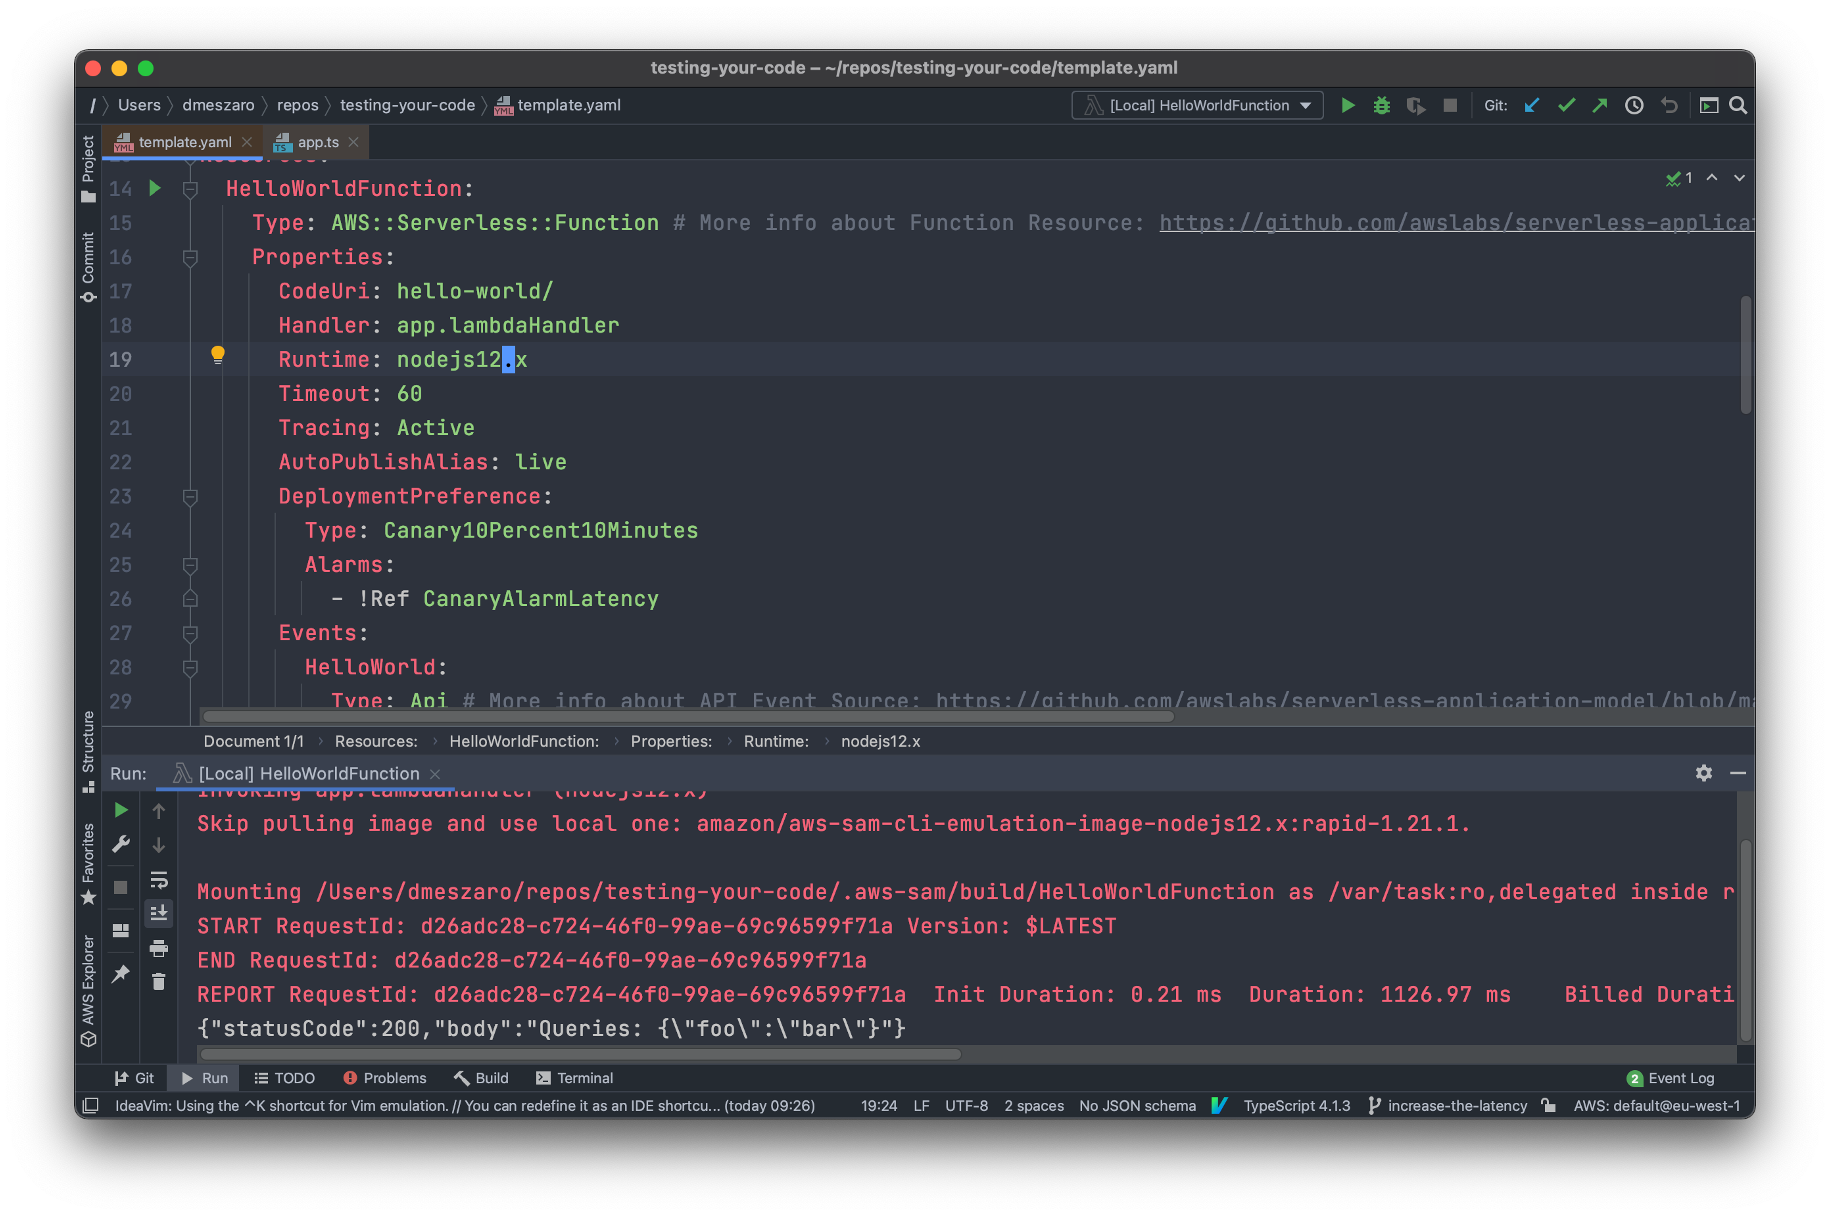 testing-your-code – ~/repos/testing-your-code/template.yaml
/ Users dmeszaro repos testing-your-code template.yaml
[Local] HelloWorldFunction Git:
template.yaml app.ts
14 HelloWorldFunction: 1
15 Type: AWS::Serverless::Function # More info about Function Resource: https://github.com/awslabs/serverless-applicat
16 Properties:
17 CodeUri: hello-world/
18 Handler: app.lambdaHandler
19 Runtime: nodejs12.x
20 Timeout: 60
21 Tracing: Active
22 AutoPublishAlias: live
23 DeploymentPreference:
24 Type: Canary10Percent10Minutes
25 Alarms:
26 - !Ref CanaryAlarmLatency
27 Events:
28 HelloWorld:
29 Type: Api # More info about API Event Source: https://github.com/awslabs/serverless-application-model/blob/ma
Document 1/1 Resources: HelloWorldFunction: Properties: Runtime: nodejs12.x
Run: [Local] HelloWorldFunction
Invoking app.lambdaHandler (nodejs12.x)
Skip pulling image and use local one: amazon/aws-sam-cli-emulation-image-nodejs12.x:rapid-1.21.1.
Mounting /Users/dmeszaro/repos/testing-your-code/.aws-sam/build/HelloWorldFunction as /var/task:ro,delegated inside r
START RequestId: d26adc28-c724-46f0-99ae-69c96599f71a Version: $LATEST
END RequestId: d26adc28-c724-46f0-99ae-69c96599f71a
REPORT RequestId: d26adc28-c724-46f0-99ae-69c96599f71a Init Duration: 0.21 ms Duration: 1126.97 ms Billed Durati
{"statusCode":200,"body":"Queries: {\"foo\":\"bar\"}"}
Project
Commit
Structure
Favorites
AWS Explorer
Git Run TODO Problems Build Terminal 2 Event Log
IdeaVim: Using the ^K shortcut for Vim emulation. // You can redefine it as an IDE shortcu... (today 09:26) 19:24 LF UTF-8 2 spaces No JSON schema TypeScript 4.1.3 increase-the-latency AWS: default@eu-west-1